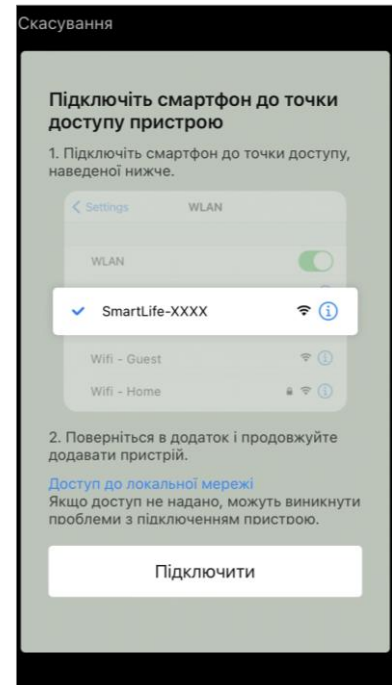 Скасування
Підключіть смартфон до точки
доступу пристрою
1. Підключіть смартфон до точки доступу,
наведеної нижче.
Settings WLAN
WLAN
SmartLife-XXXX
Wifi - Guest
Wifi - Home
2. Поверніться в додаток і продовжуйте
додавати пристрій.
Доступ до локальної мережі
Якщо доступ не надано, можуть виникнути
проблеми з підключенням пристрою.
Підключити